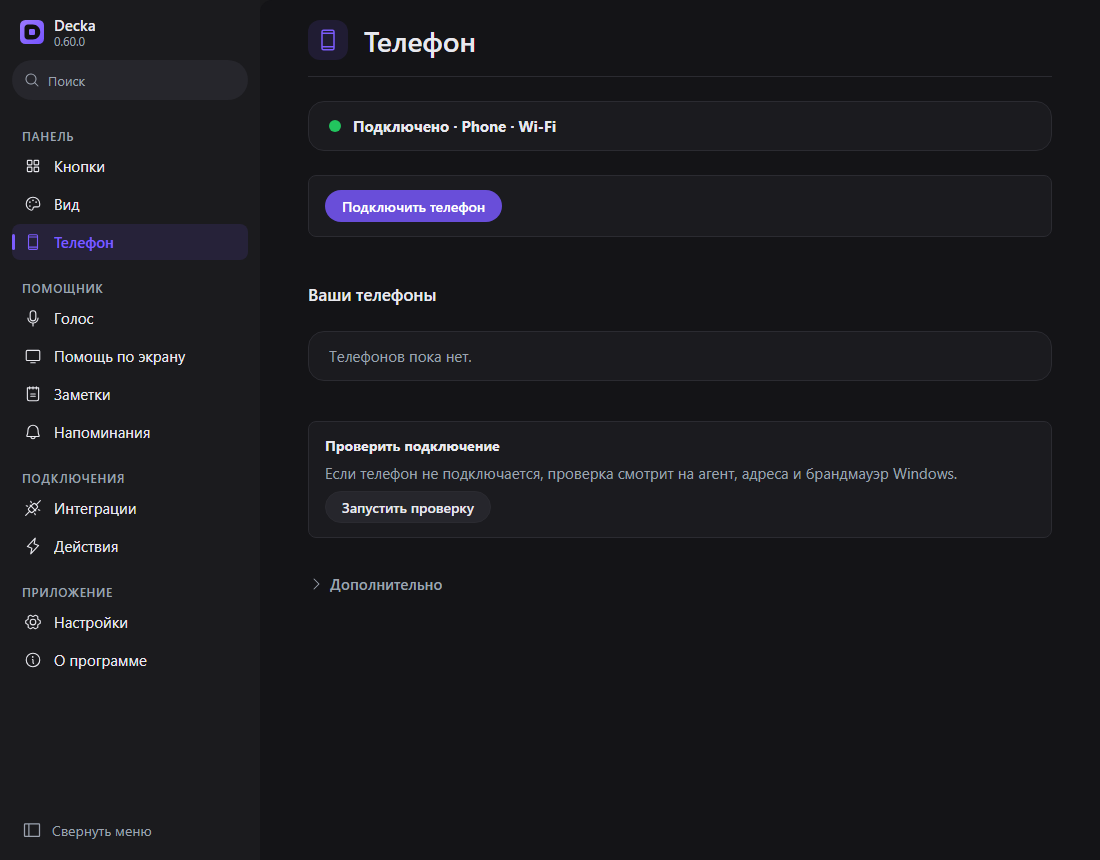 Decka
0.60.0
Поиск
ПАНЕЛЬ
Кнопки
Вид
Телефон
ПОМОЩНИК
Голос
Помощь по экрану
Заметки
Напоминания
ПОДКЛЮЧЕНИЯ
Интеграции
Действия
ПРИЛОЖЕНИЕ
Настройки
О программе
Свернуть меню
Телефон
Подключено · Phone · Wi-Fi
Подключить телефон
Ваши телефоны
Телефонов пока нет.
Проверить подключение
Если телефон не подключается, проверка смотрит на агент, адреса и брандмауэр Windows.
Запустить проверку
Дополнительно